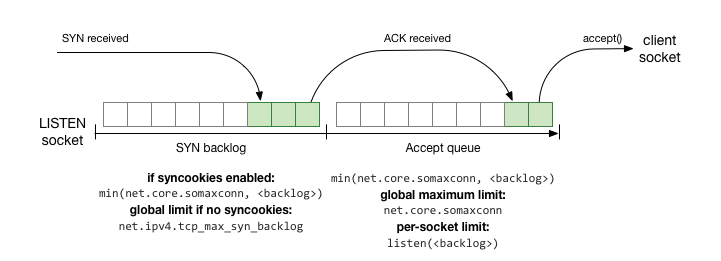 SYN received
ACK received
accept()
client
socket
LISTEN
socket
SYN backlog
Accept queue
if syncookies enabled:
min(net.core.somaxconn, <backlog>)
global limit if no syncookies:
net.ipv4.tcp_max_syn_backlog
min(net.core.somaxconn, <backlog>)
global maximum limit:
net.core.somaxconn
per-socket limit:
listen(<backlog>)